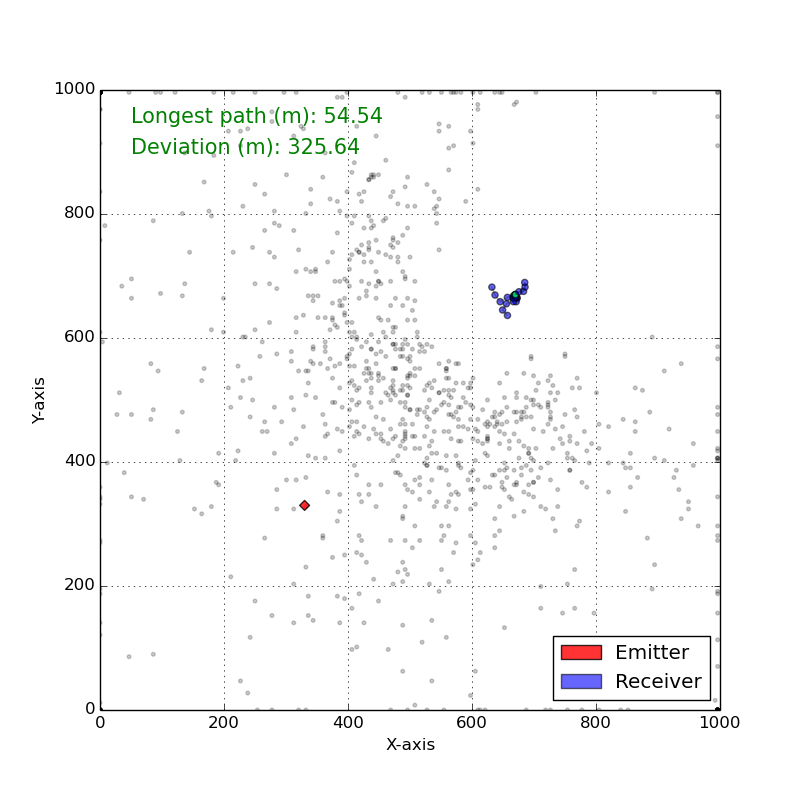 Longest path (m): 54.54
Deviation (m): 325.64
1000
800
600
400
200
0
Y-axis
0 200 400 600 800 1000
X-axis
Emitter
Receiver